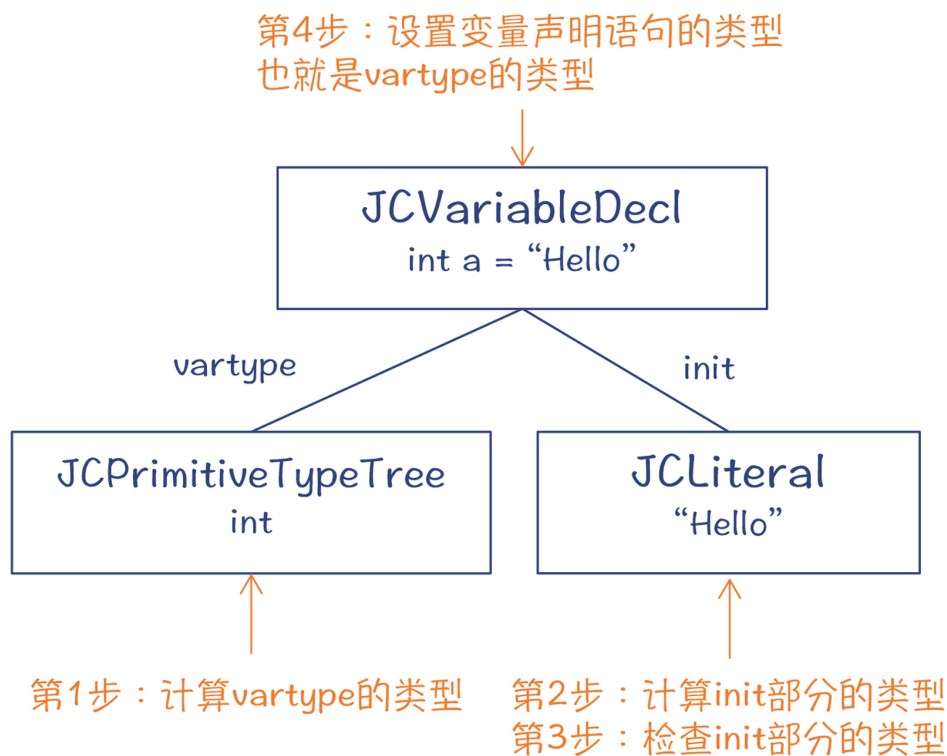 第4步：设置变量声明语句的类型
也就是vartype的类型
JCVariableDecl
int a = “Hello”
vartype
init
JCPrimitiveTypeTree
int
JCLiteral
“Hello”
第1步：计算vartype的类型
第2步：计算init部分的类型
第3步：检查init部分的类型